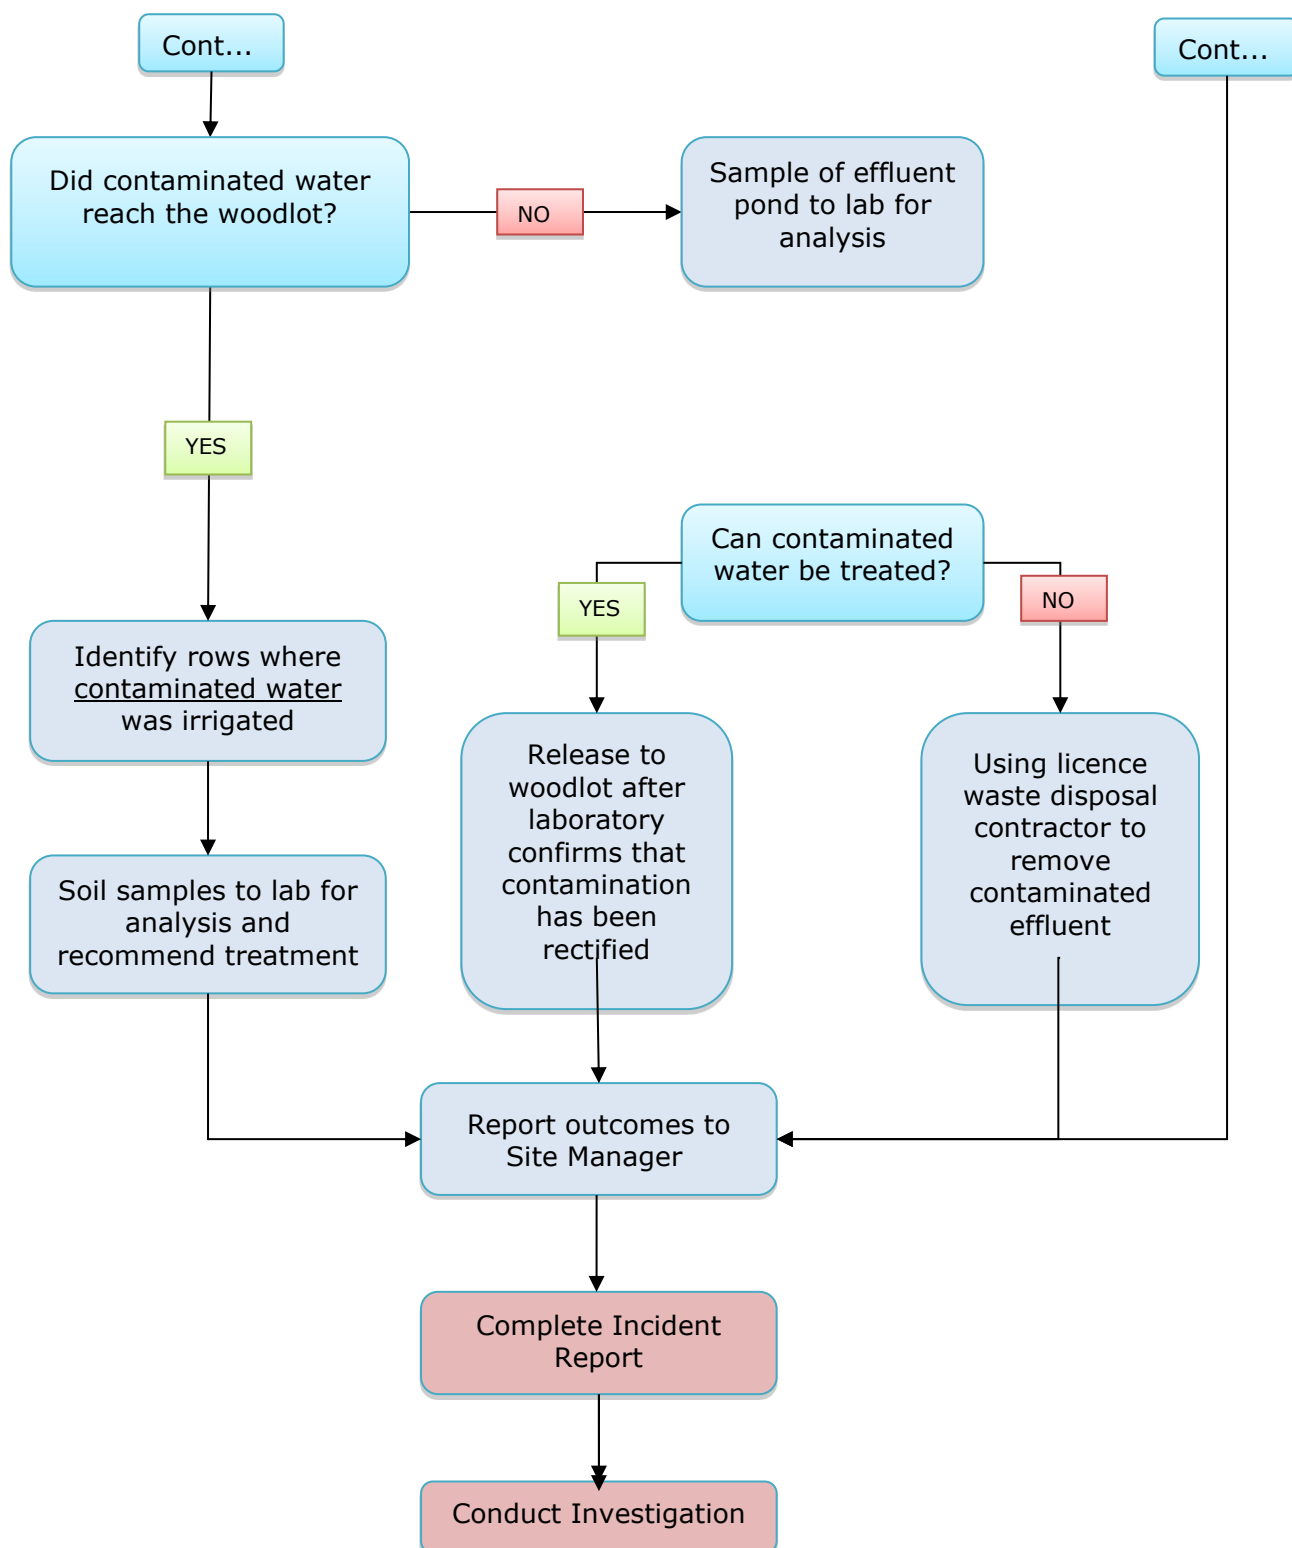 Cont...
Cont...
Did contaminated water
reach the woodlot?
NO
Sample of effluent
pond to lab for
analysis
YES
Can contaminated
water be treated?
YES
NO
Identify rows where
contaminated water
was irrigated
Release to
woodlot after
laboratory
confirms that
contamination
has been
rectified
Using licence
waste disposal
contractor to
remove
contaminated
effluent
Soil samples to lab for
analysis and
recommend treatment
Report outcomes to
Site Manager
Complete Incident
Report
Conduct Investigation